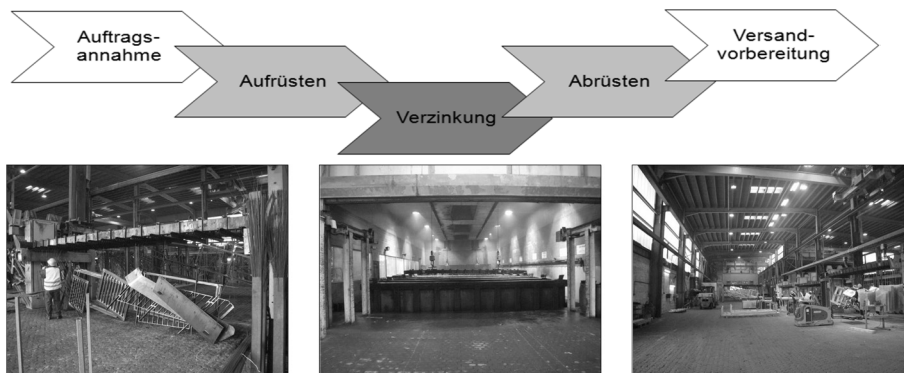 Auftrags-
annahme
Aufrüsten
Verzinkung
Abrüsten
Versand-
vorbereitung